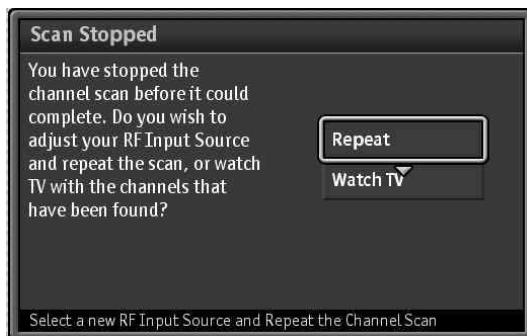 Scan Stopped
You have stopped the
channel scan before it could
complete. Do you wish to
adjust your RF Input Source
and repeat the scan, or watch
TV with the channels that
have been found?
Repeat
Watch TV
Select a new RF Input Source and Repeat the Channel Scan